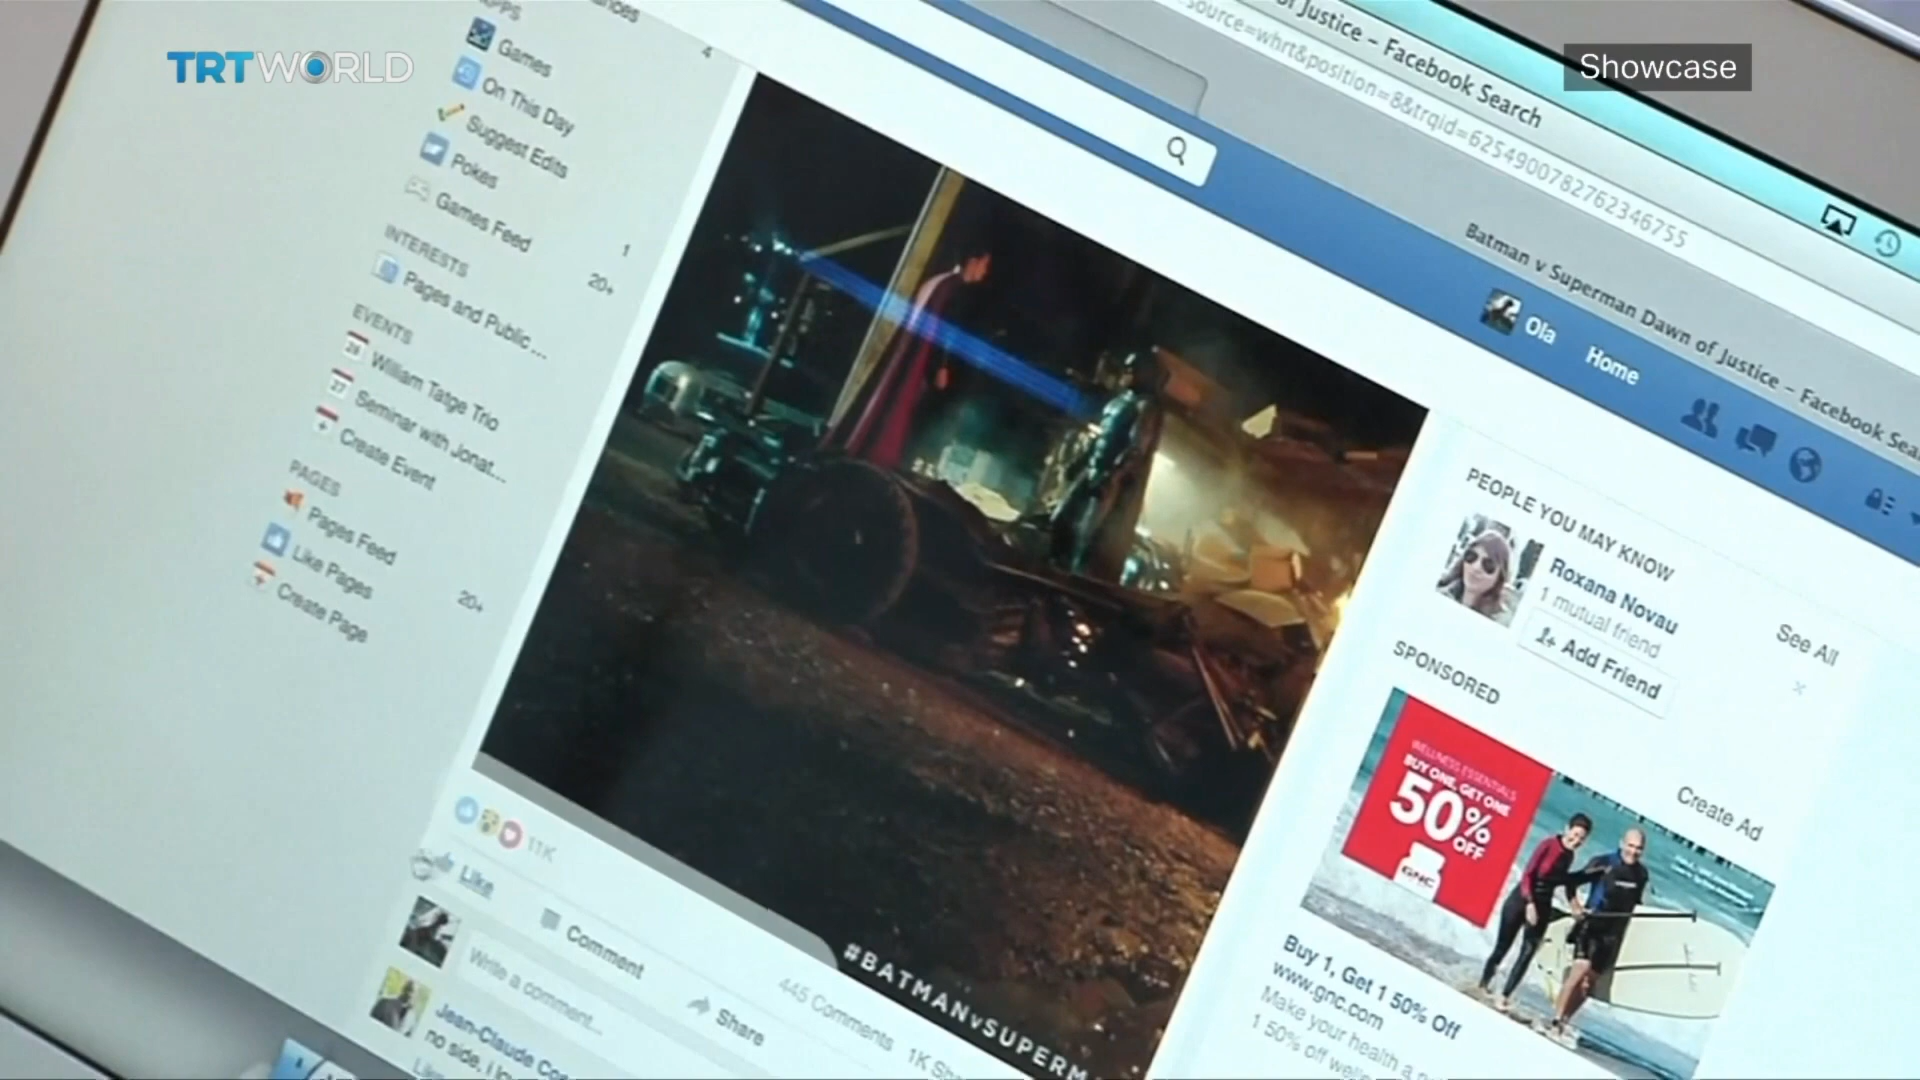 TRT WORLD
Showcase
of Justice – Facebook Search
source=whrt&position=8&trqid=6254900782762346755
Batman v Superman Dawn of Justice – Facebook Sea
Ola
Home
APPS
Games
On This Day
4
Suggest Edits
Pokes
Games Feed
1
20+
INTERESTS
Pages and Public...
EVENTS
28
William Tatge Trio
27
Seminar with Jonat...
Create Event
PAGES
Pages Feed
20+
Like Pages
Create Page
#BATMANvSUPERM
11K
Like
Comment
Share
445 Comments
1K
Write a comment...
Jean-Claude
no side, i
PEOPLE YOU MAY KNOW
See All
Roxana Novau
1 mutual friend
Add Friend
SPONSORED
Create Ad
WELLNESS ESSENTIALS
BUY ONE, GET ONE
50% OFF
GNC
Buy 1, Get 1 50% Off
www.gnc.com
Make your health a
1 50% off